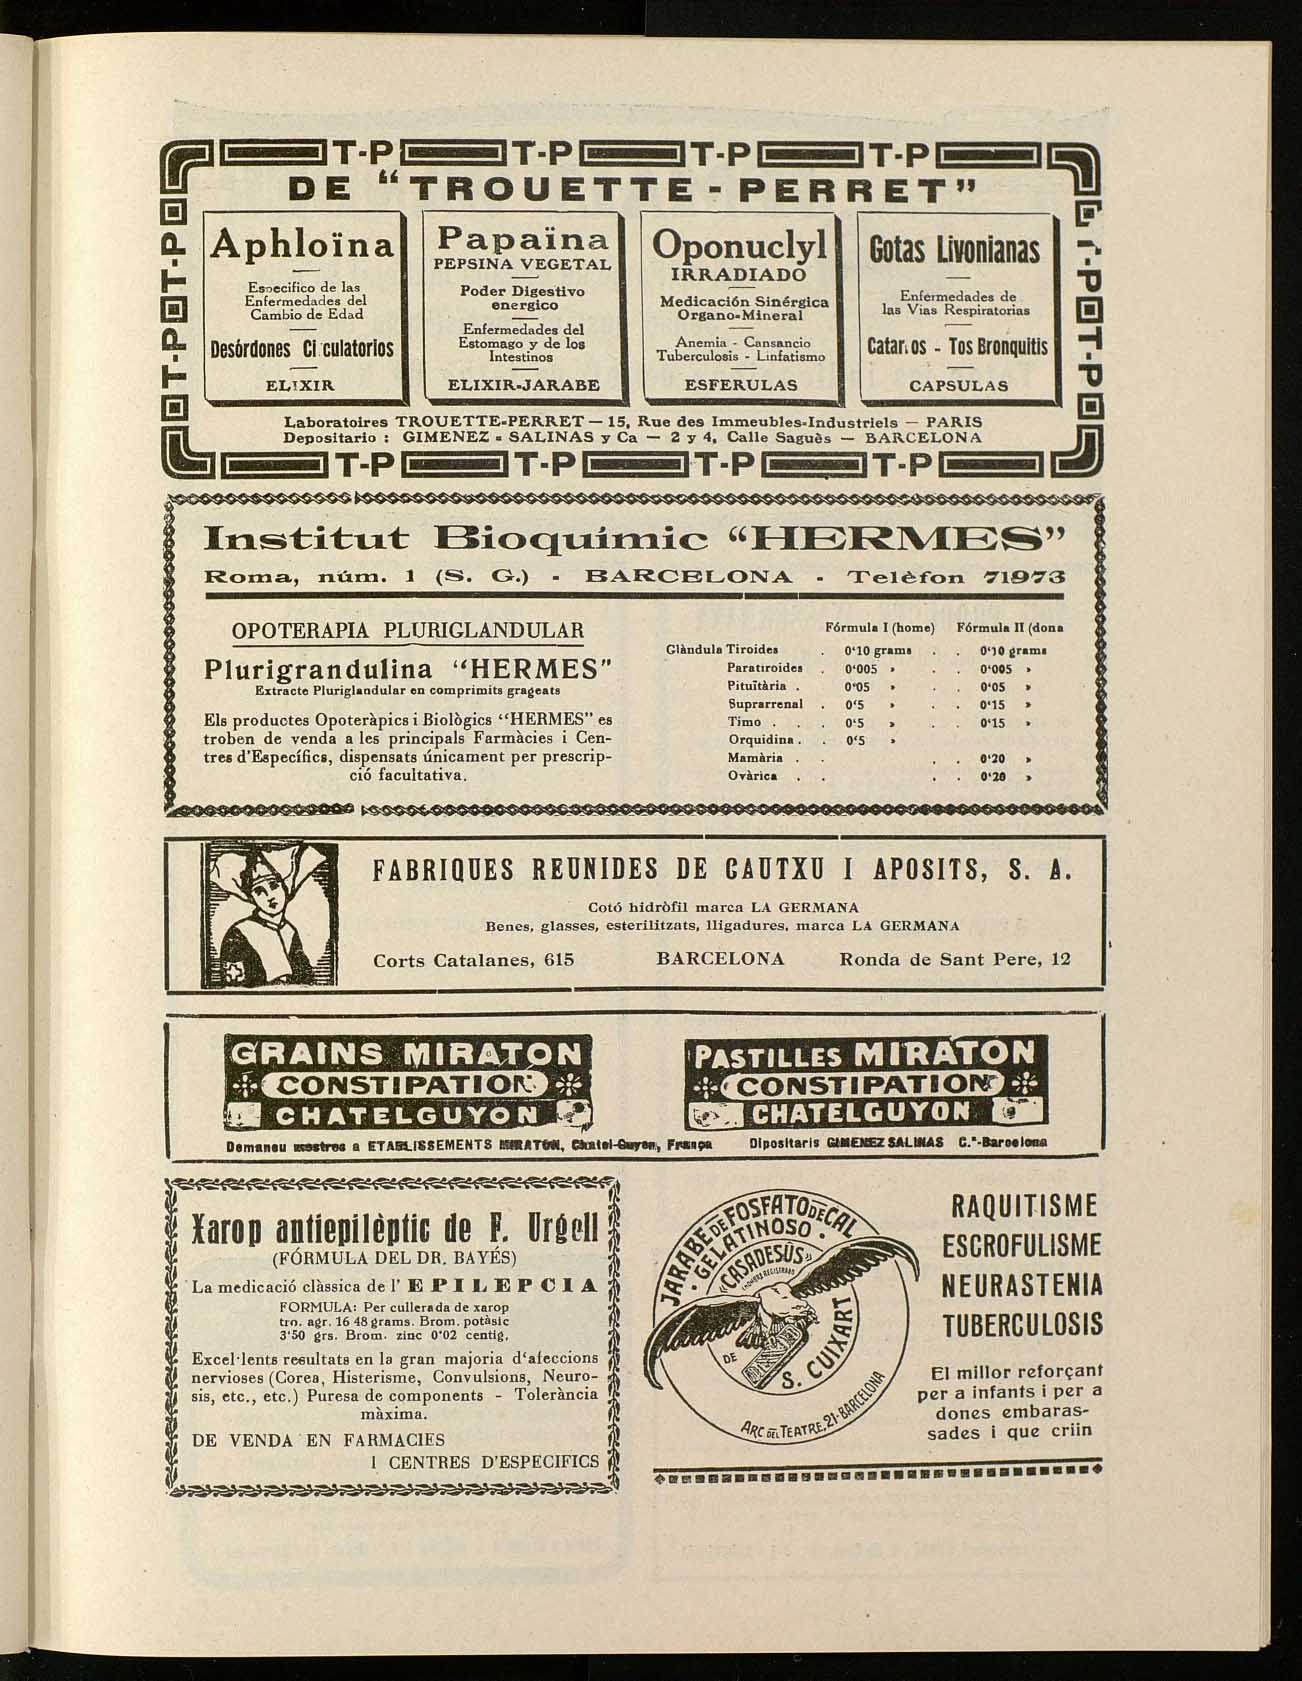 T-P T-P T-P T-P
DE “TROUETTE-PERRET”
T-P
T-P
T-P
T-P
Aphloïna
Especifico de las
Enfermedades del
Cambio de Edad
Desórdones Ci culatorios
ELIXIR
Papaïna
PEPSINA VEGETAL
Poder Digestivo
energico
Enfermedades del
Estomago y de los
Intestinos
ELIXIR-JARABE
Oponuclyl
IRRADIADO
Medicación Sinérgica
Organo-Mineral
Anemia - Cansancio
Tuberculosis - Linfatismo
ESFERULAS
Gotas Livonianas
Enfermedades de
las Vias Respiratorias
Catarros - Tos Bronquitis
CAPSULAS
Laboratoires TROUETTE-PERRET — 15, Rue des Immeubles-Industriels — PARIS
Depositario : GIMENEZ - SALINAS y Ca — 2 y 4, Calle Saguès — BARCELONA
T-P T-P T-P T-P
Institut Bioquímic “HERMES”
Roma, núm. 1 (S. G.) - BARCELONA - Telèfon 71973
OPOTERAPIA PLURIGLANDULAR
Plurigrandulina “HERMES”
Extracte Pluriglandular en comprimits grageats
Els productes Opoteràpics i Biològics “HERMES” es
troben de venda a les principals Farmàcies i Cen-
tres d'Específics, dispensats únicament per prescrip-
ció facultativa.
Fórmula I (home) Fórmula II (dona
Glàndula Tiroides . 0'10 grams . . 0'10 grams
Paratiroides . 0'005 » . . 0'005 »
Pituïtària . 0'05 » . . 0'05 »
Suprarrenal . 0'5 » . . 0'15 »
Timo . . . 0'5 » . . 0'15 »
Orquidina . . 0'5 »
Mamària . . . . 0'20 »
Ovàrica . . . . 0'20 »
FABRIQUES REUNIDES DE CAUTXU I APOSITS, S. A.
Cotó hidròfil marca LA GERMANA
Benes, glasses, esterilitzats, lligadures, marca LA GERMANA
Corts Catalanes, 615 BARCELONA Ronda de Sant Pere, 12
GRAINS MIRATON
CONSTIPATION
CHATELGUYON
PASTILLES MIRATON
CONSTIPATION
CHATELGUYON
Demaneu mostres a ETABLISSEMENTS MIRATON, Chatel-Guyon, França Dipositaris GIMENEZ SALINAS C.ª-Barcelona
Xarop antiepilèptic de F. Urgell
(FÓRMULA DEL DR. BAYÉS)
La medicació clàssica de l' EPILEPCIA
FORMULA: Per cullerada de xarop
tro. agr. 16 48 grams. Brom. potàsic
3'50 grs. Brom. zinc 0'02 centig.
Excel·lents resultats en la gran majoria d'afeccions
nervioses (Corea, Histerisme, Convulsions, Neuro-
sis, etc., etc.) Puresa de components - Tolerància
màxima.
DE VENDA EN FARMACIES
I CENTRES D'ESPECIFICS
JARABE DE FOSFATO DE CAL
GELATINOSO
“CASADESÚS”
(NOMBRE REGISTRADO
DE
S. CUIXART
ARC DEL TEATRE, 21-BARCELONA
RAQUITISME
ESCROFULISME
NEURASTENIA
TUBERCULOSIS
El millor reforçant
per a infants i per a
dones embaras-
sades i que criin